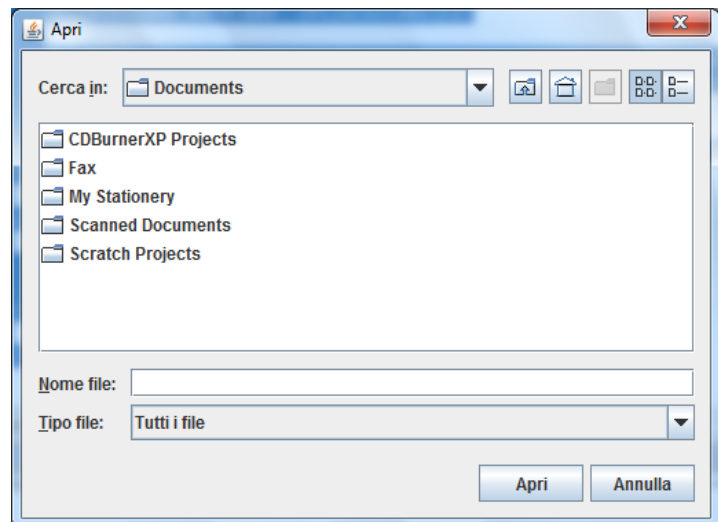 Apri
Cerca in: Documents
CDBurnerXP Projects
Fax
My Stationery
Scanned Documents
Scratch Projects
Nome file:
Tipo file: Tutti i file
Apri Annulla